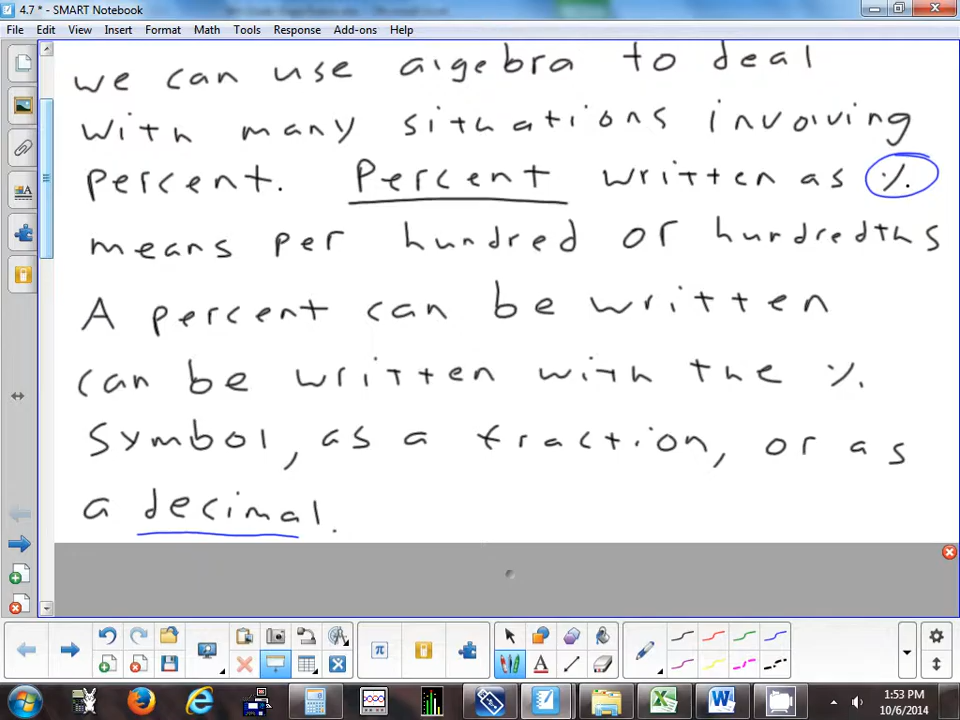 4.7 * - SMART Notebook
File Edit View Insert Format Math Tools Response Add-ons Help
we can use algebra to deal
with many situations involving
percent. Percent written as %
means per hundred or hundredths
A percent can be written
can be written with the %
symbol, as a fraction, or as
a decimal.
1:53 PM
10/6/2014